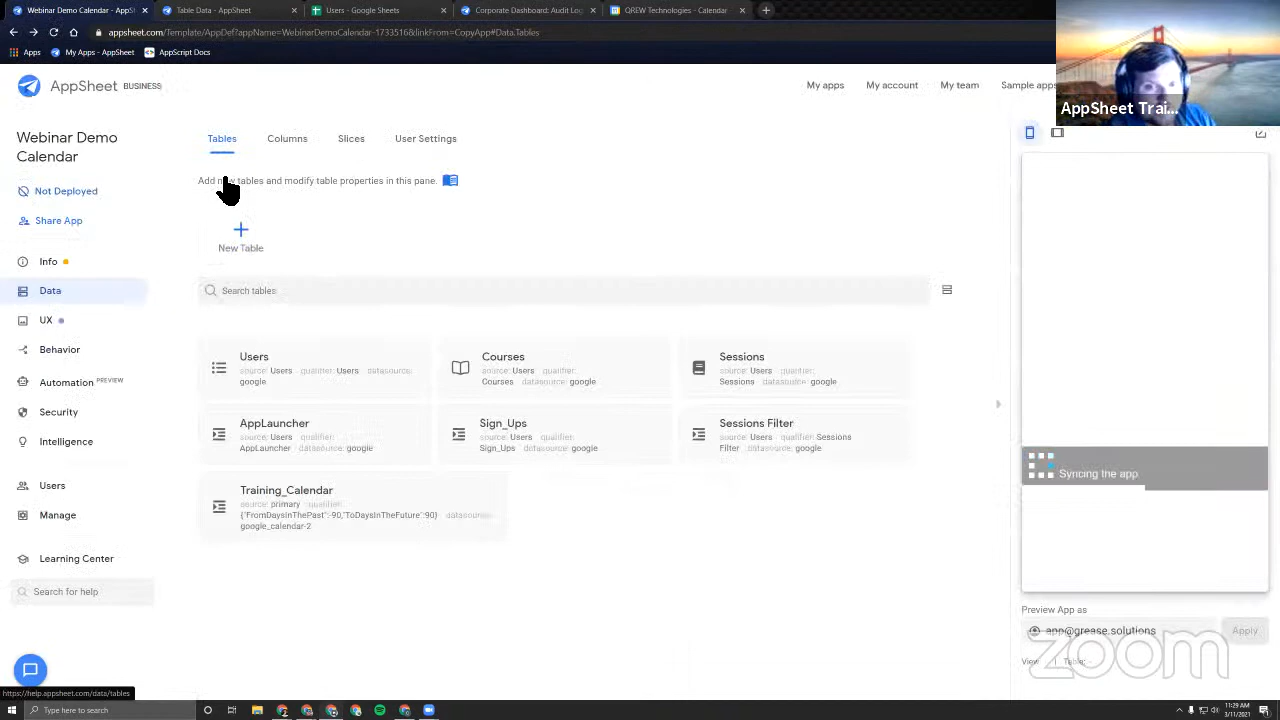 Webinar Demo Calendar - AppSheet
Table Data - AppSheet
Users - Google Sheets
Corporate Dashboard: Audit Log
QREW Technologies - Calendar
appsheet.com/Template/AppDef?appName=WebinarDemoCalendar-1733516&linkFrom=CopyApp#Data.Tables
Apps
My Apps - AppSheet
AppScript Docs
AppSheet BUSINESS
My apps
My account
My team
Sample apps
AppSheet Trai...
Webinar Demo
Calendar
Not Deployed
Share App
Info
Data
UX
Behavior
Automation PREVIEW
Security
Intelligence
Users
Manage
Learning Center
Search for help
Tables
Columns
Slices
User Settings
Add new tables and modify table properties in this pane.
New Table
Search tables
Users
source: Users qualifier: Users datasource:
google
Courses
source: Users qualifier:
Courses datasource: google
Sessions
source: Users qualifier:
Sessions datasource: google
AppLauncher
source: Users qualifier:
AppLauncher datasource: google
Sign_Ups
source: Users qualifier:
Sign_Ups datasource: google
Sessions Filter
source: Users qualifier: Sessions
Filter datasource: google
Training_Calendar
source: primary qualifier:
{"FromDaysInThePast":-90,"ToDaysInTheFuture":90} datasource:
google_calendar-2
Syncing the app
Preview App as
app@grease.solutions
Apply
View | Table:
zoom
https://help.appsheet.com/data/tables
Type here to search
11:29 AM
3/11/2021